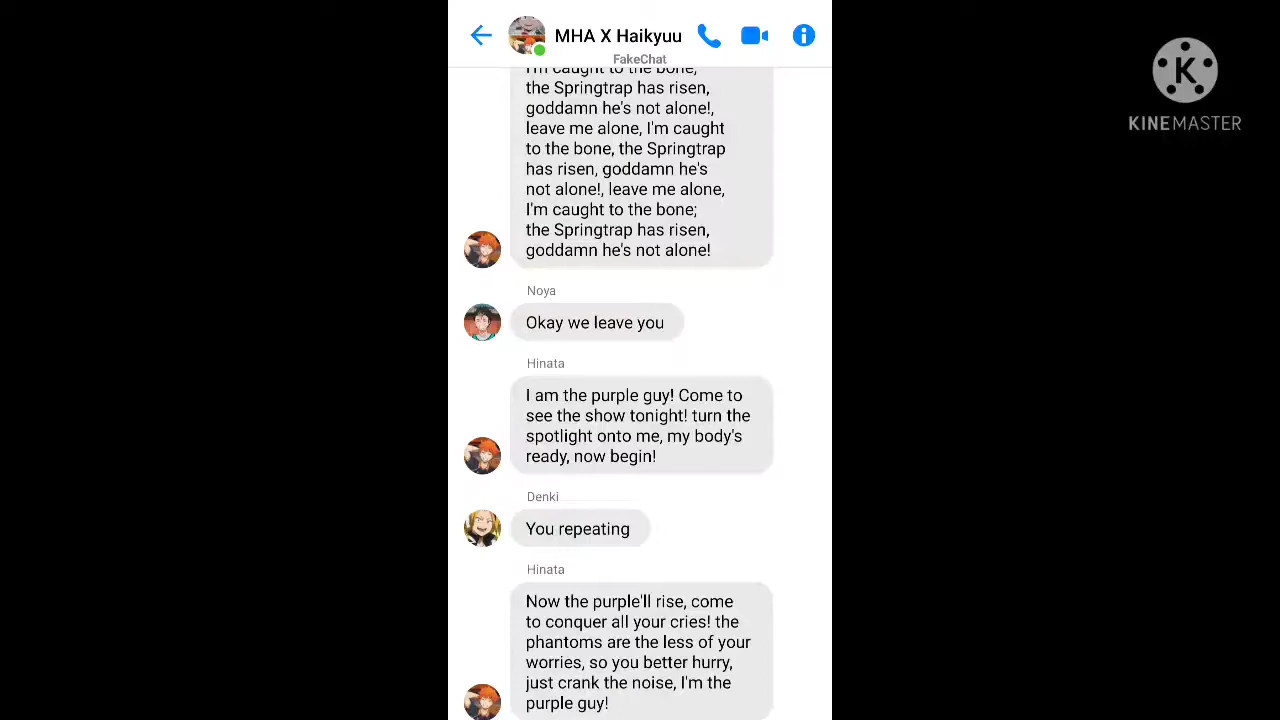 MHA X Haikyuu
FakeChat
KINEMASTER
I'm caught to the bone,
the Springtrap has risen,
goddamn he's not alone!,
leave me alone, I'm caught
to the bone, the Springtrap
has risen, goddamn he's
not alone!, leave me alone,
I'm caught to the bone;
the Springtrap has risen,
goddamn he's not alone!
Noya
Okay we leave you
Hinata
I am the purple guy! Come to
see the show tonight! turn the
spotlight onto me, my body's
ready, now begin!
Denki
You repeating
Hinata
Now the purple'll rise, come
to conquer all your cries! the
phantoms are the less of your
worries, so you better hurry,
just crank the noise, I'm the
purple guy!